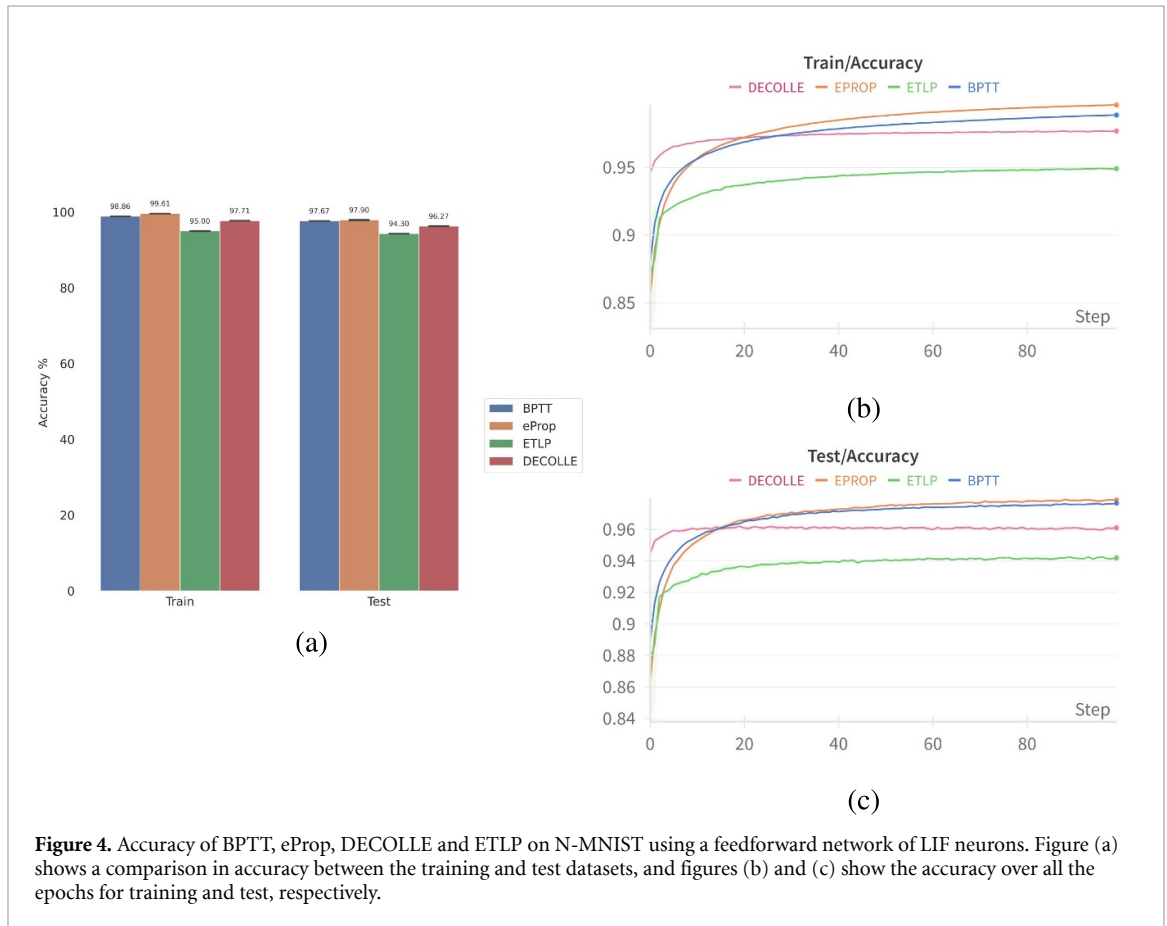 98.86 99.61 95.00 97.71 97.67 97.90 94.30 96.27
100
80
60
40
20
0
Accuracy %
Train Test
BPTT
eProp
ETLP
DECOLLE
(a)
Train/Accuracy
DECOLLE EPROP ETLP BPTT
0.95
0.9
0.85
Step
0 20 40 60 80
(b)
Test/Accuracy
DECOLLE EPROP ETLP BPTT
0.96
0.94
0.92
0.9
0.88
0.86
0.84
Step
0 20 40 60 80
(c)
Figure 4. Accuracy of BPTT, eProp, DECOLLE and ETLP on N-MNIST using a feedforward network of LIF neurons. Figure (a)
shows a comparison in accuracy between the training and test datasets, and figures (b) and (c) show the accuracy over all the
epochs for training and test, respectively.